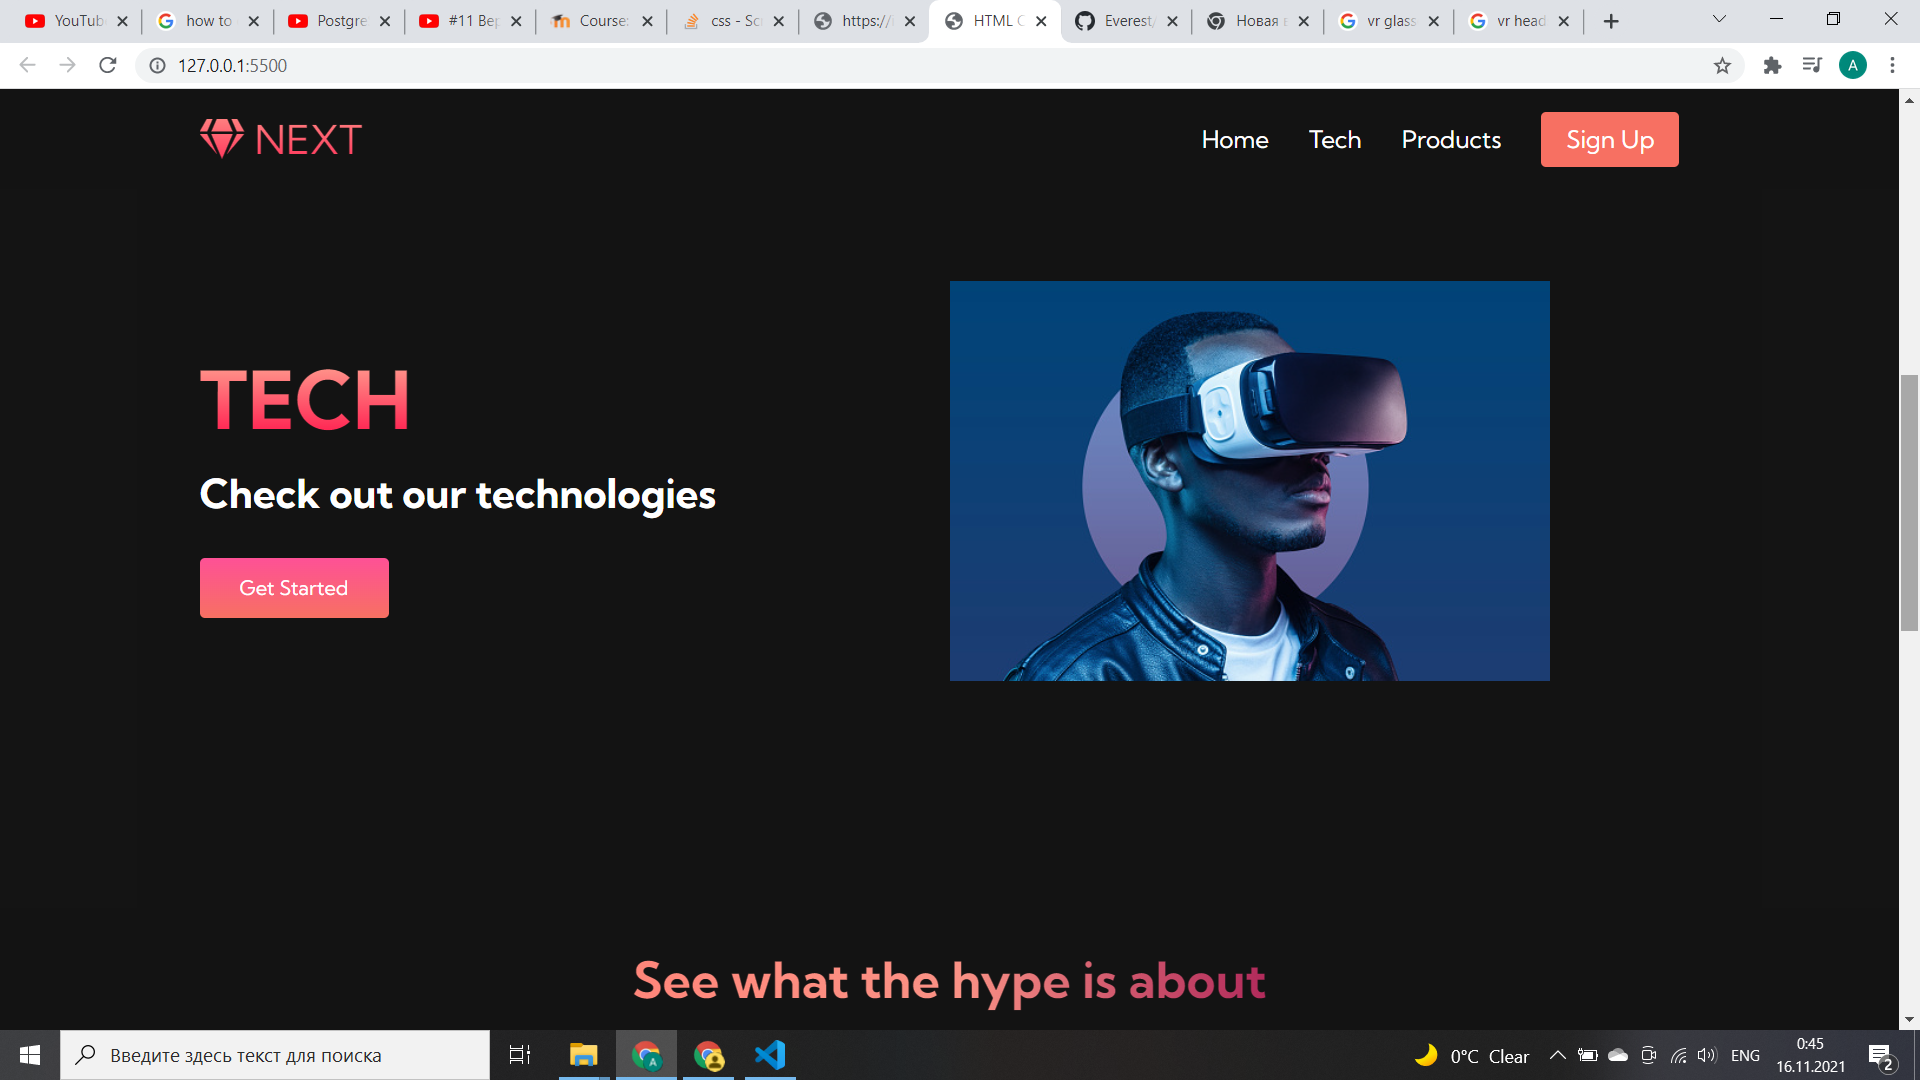 YouTub
how to
Postgre
#11 Вер
Course:
css - Sc
https://i
HTML C
Everest/
Новая в
vr glass
vr head
127.0.0.1:5500
A
NEXT
Home
Tech
Products
Sign Up
TECH
Check out our technologies
Get Started
See what the hype is about
Введите здесь текст для поиска
A
0°C Clear
ENG
0:45
16.11.2021
2